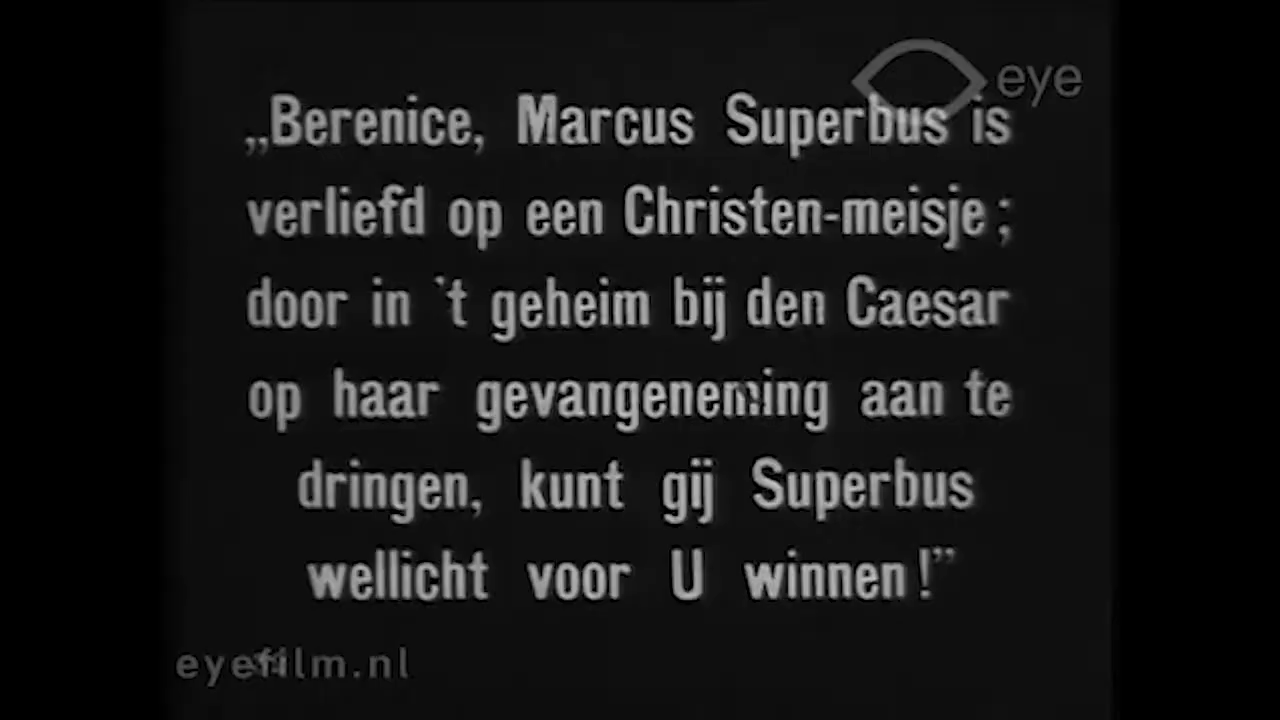 eye
„Berenice, Marcus Superbus is
verliefd op een Christen-meisje;
door in 't geheim bij den Caesar
op haar gevangeneming aan te
dringen, kunt gij Superbus
wellicht voor U winnen!”
eyefilm.nl